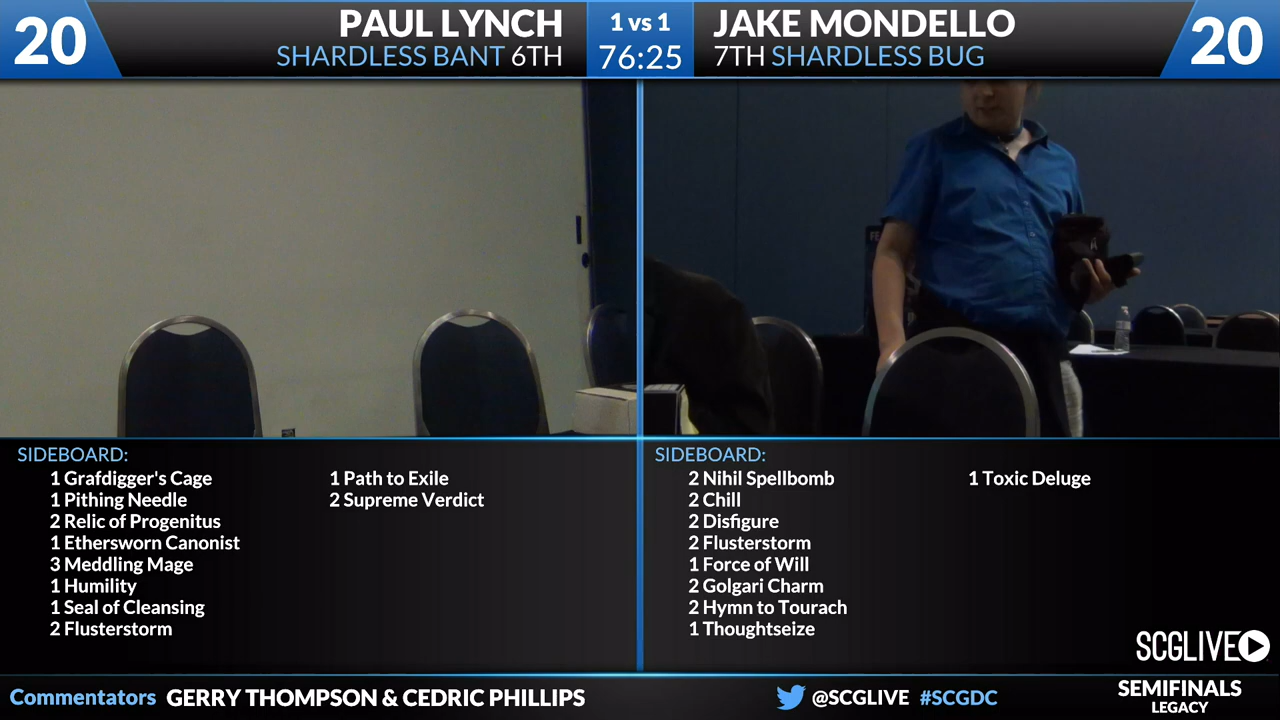 20
PAUL LYNCH
SHARDLESS BANT 6TH
1 vs 1
76:25
JAKE MONDELLO
7TH SHARDLESS BUG
20
SIDEBOARD:
1 Grafdigger's Cage
1 Pithing Needle
2 Relic of Progenitus
1 Ethersworn Canonist
3 Meddling Mage
1 Humility
1 Seal of Cleansing
2 Flusterstorm
1 Path to Exile
2 Supreme Verdict
SIDEBOARD:
2 Nihil Spellbomb
2 Chill
2 Disfigure
2 Flusterstorm
1 Force of Will
2 Golgari Charm
2 Hymn to Tourach
1 Thoughtseize
1 Toxic Deluge
SCGLIVE
Commentators GERRY THOMPSON & CEDRIC PHILLIPS
@SCGLIVE #SCGDC
SEMIFINALS
LEGACY